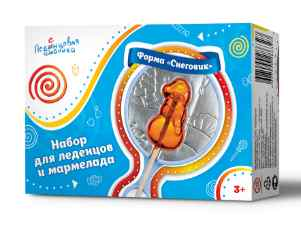 Леденцовая
фабрика
Форма «Снеговик»
Набор
для леденцов
и мармелада
3+